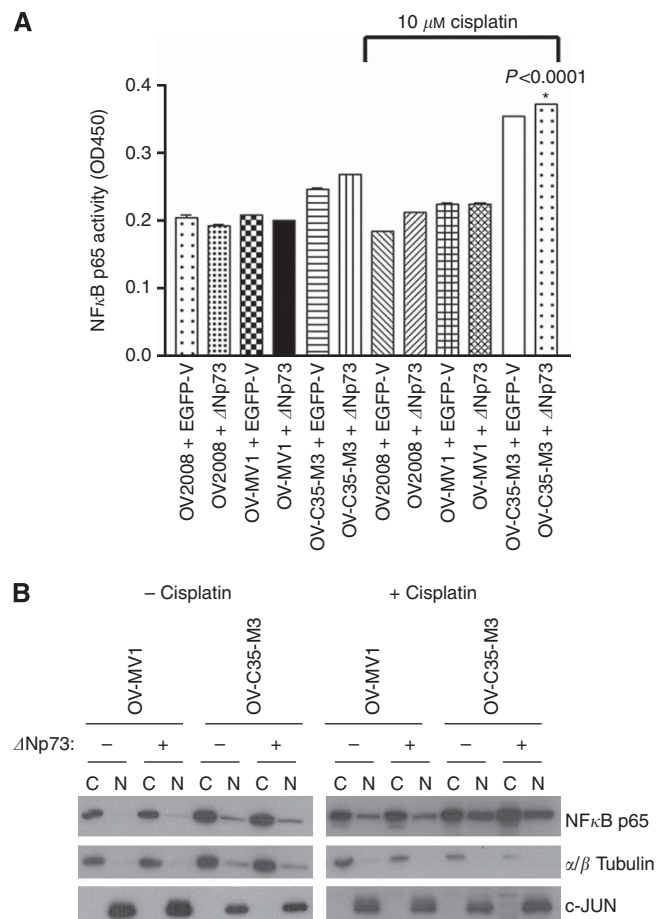 A
10 μM cisplatin
P<0.0001
*
NFκB p65 activity (OD450)
0.4
0.3
0.2
0.1
0.0
OV2008 + EGFP-V
OV2008 + ΔNp73
OV-MV1 + EGFP-V
OV-MV1 + ΔNp73
OV-C35-M3 + EGFP-V
OV-C35-M3 + ΔNp73
OV2008 + EGFP-V
OV2008 + ΔNp73
OV-MV1 + EGFP-V
OV-MV1 + ΔNp73
OV-C35-M3 + EGFP-V
OV-C35-M3 + ΔNp73
B
– Cisplatin + Cisplatin
OV-MV1 OV-C35-M3 OV-MV1 OV-C35-M3
ΔNp73: – + – + – + – +
C N C N C N C N C N C N C N C N
NFκB p65
α/β Tubulin
c-JUN